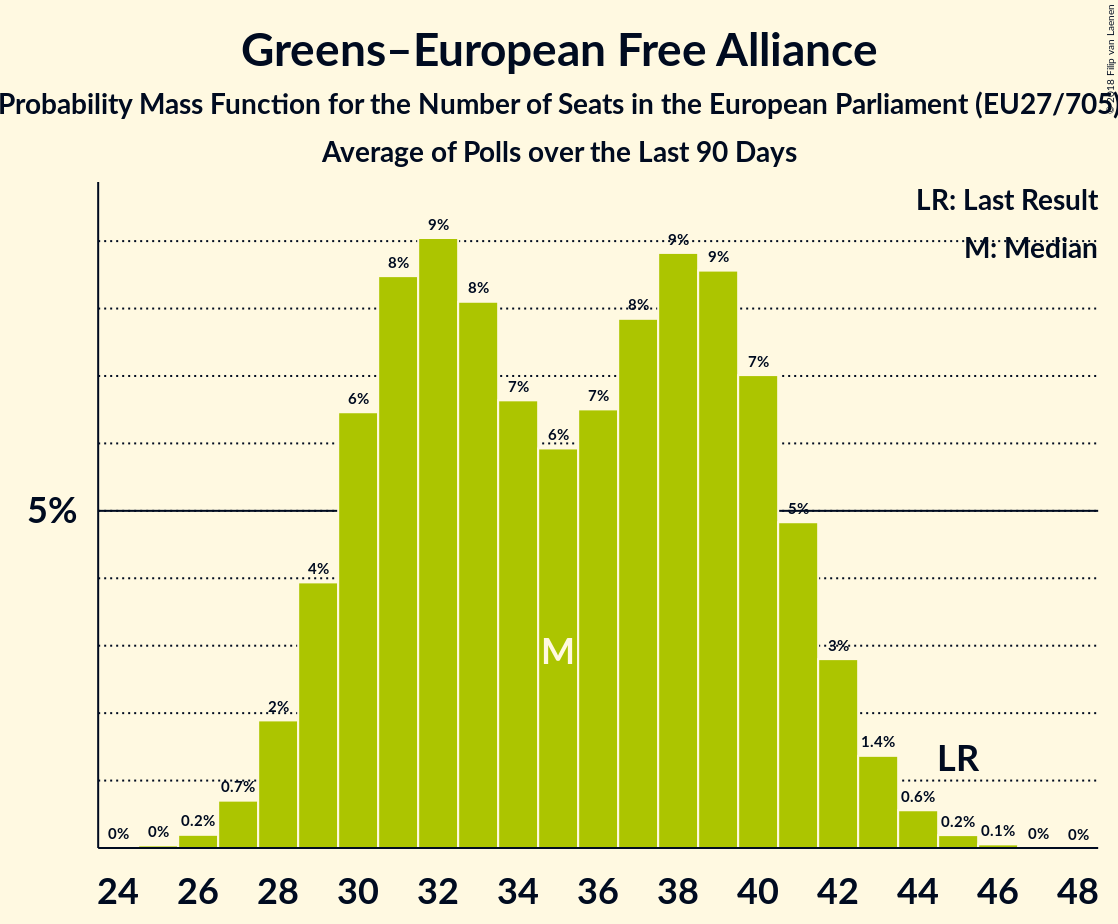 Greens–European Free Alliance
Probability Mass Function for the Number of Seats in the European Parliament (EU27/705)
Average of Polls over the Last 90 Days
© 2018 Filip van Laenen
LR: Last Result
M: Median
5%
0%
0%
0.2%
0.7%
2%
4%
6%
8%
9%
8%
7%
6%
7%
8%
9%
9%
7%
5%
3%
1.4%
0.6%
0.2%
0.1%
0%
0%
M
LR
24 26 28 30 32 34 36 38 40 42 44 46 48